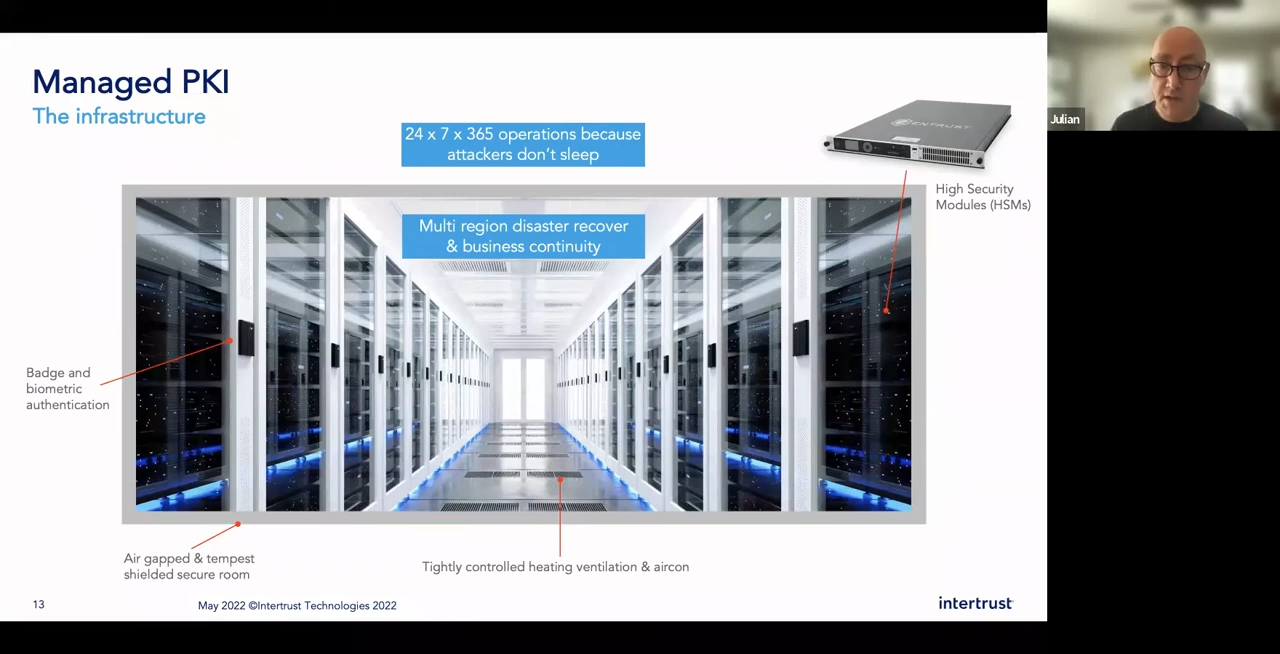 Managed PKI
The infrastructure
24 x 7 x 365 operations because
attackers don't sleep
ENTRUST
Julian
High Security
Modules (HSMs)
Multi region disaster recover
& business continuity
Badge and
biometric
authentication
Air gapped & tempest
shielded secure room
Tightly controlled heating ventilation & aircon
13
May 2022 ©Intertrust Technologies 2022
intertrust